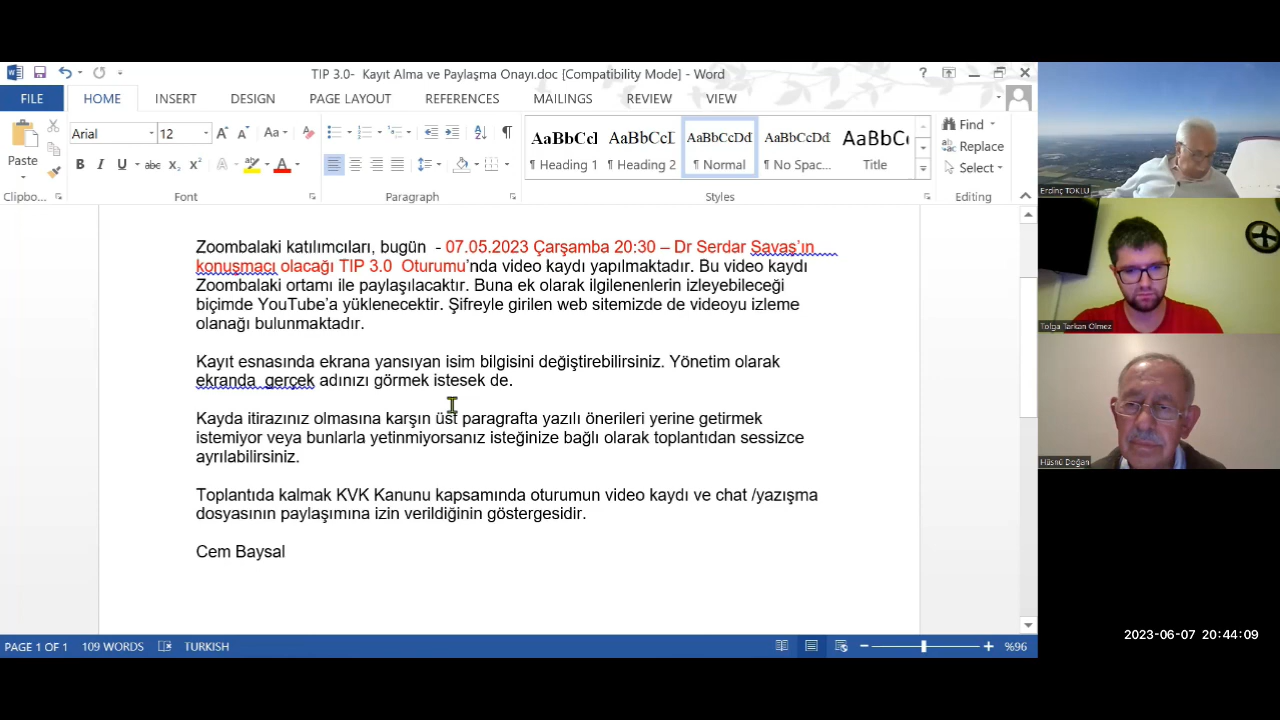 TIP 3.0- Kayıt Alma ve Paylaşma Onayı.doc [Compatibility Mode] - Word
FILE HOME INSERT DESIGN PAGE LAYOUT REFERENCES MAILINGS REVIEW VIEW
Arial 12
AaBbCcI AaBbCcD AaBbCcDd AaBbCcDd AaBbC
Paste
¶ Heading 1 ¶ Heading 2 ¶ Normal ¶ No Spac... Title
Find
Replace
Select
Clipbo... Font Paragraph Styles Editing
Zoombalaki katılımcıları, bugün - 07.05.2023 Çarşamba 20:30 – Dr Serdar Savaş’ın
konuşmacı olacağı TIP 3.0 Oturumu’nda video kaydı yapılmaktadır. Bu video kaydı
Zoombalaki ortamı ile paylaşılacaktır. Buna ek olarak ilgilenenlerin izleyebileceği
biçimde YouTube’a yüklenecektir. Şifreyle girilen web sitemizde de videoyu izleme
olanağı bulunmaktadır.
Kayıt esnasında ekrana yansıyan isim bilgisini değiştirebilirsiniz. Yönetim olarak
ekranda gerçek adınızı görmek istesek de.
Kayda itirazınız olmasına karşın üst paragrafta yazılı önerileri yerine getirmek
istemiyor veya bunlarla yetinmiyorsanız isteğinize bağlı olarak toplantıdan sessizce
ayrılabilirsiniz.
Toplantıda kalmak KVK Kanunu kapsamında oturumun video kaydı ve chat /yazışma
dosyasının paylaşımına izin verildiğinin göstergesidir.
Cem Baysal
PAGE 1 OF 1 109 WORDS TURKISH %96
Erdinç TOKLU
Tolga Tarkan Ölmez
Hüsnü Doğan
2023-06-07 20:44:09